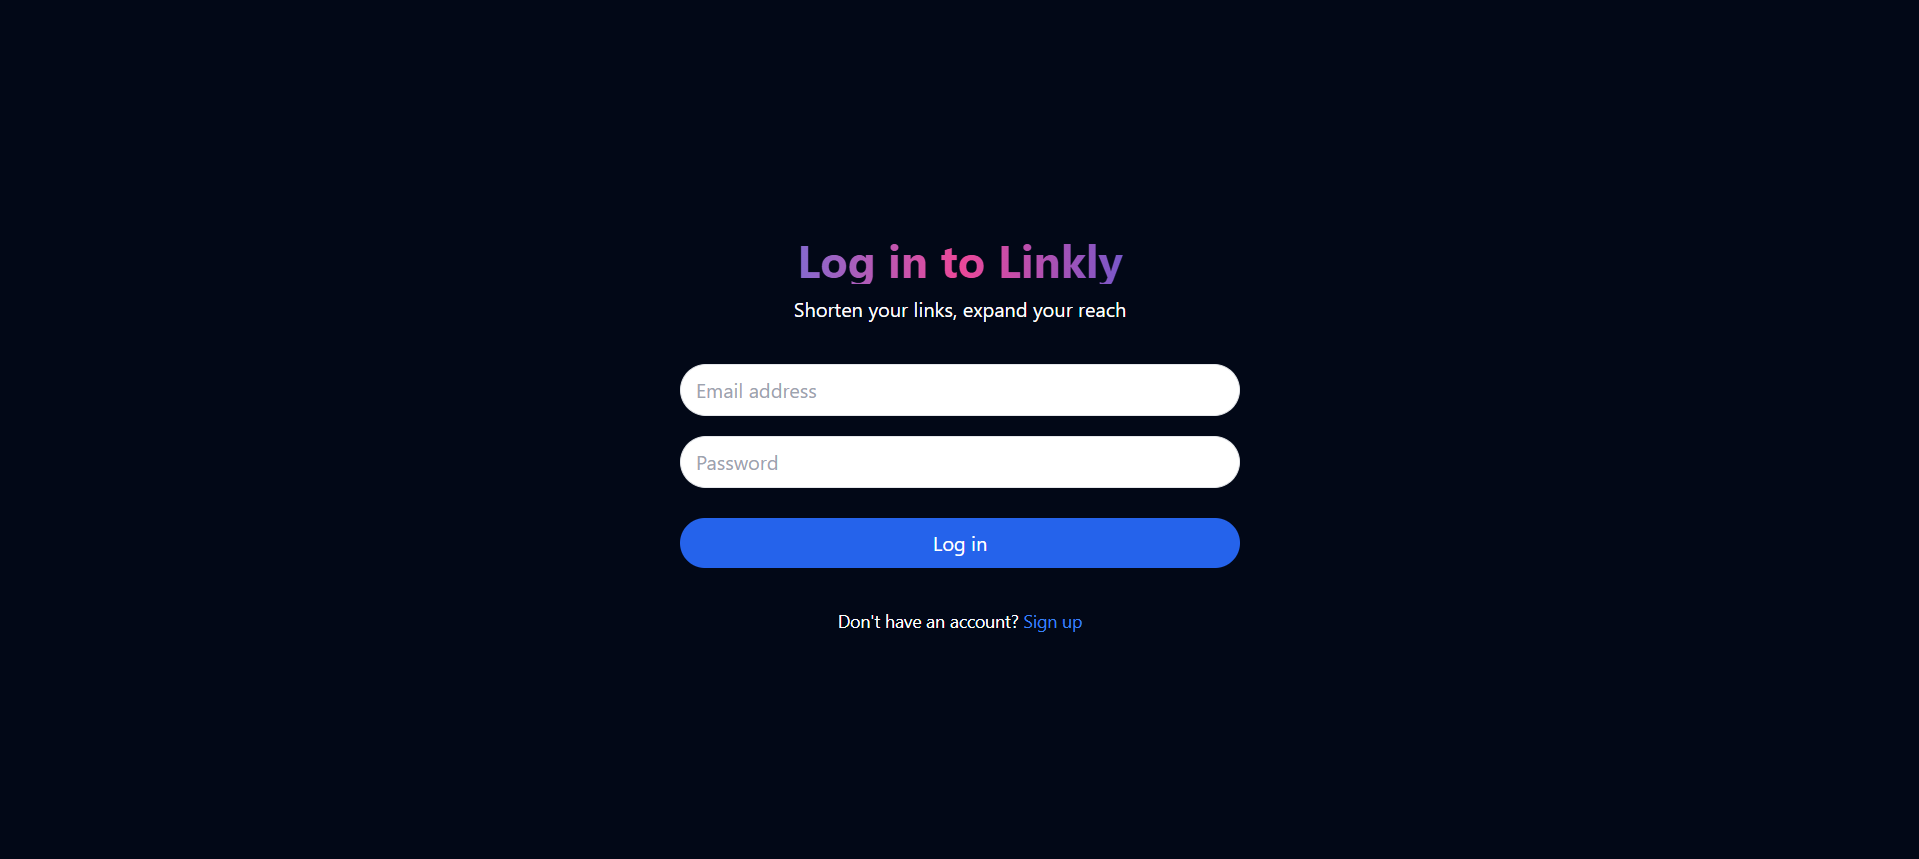 Log in to Linkly
Shorten your links, expand your reach
Email address
Password
Log in
Don't have an account? Sign up